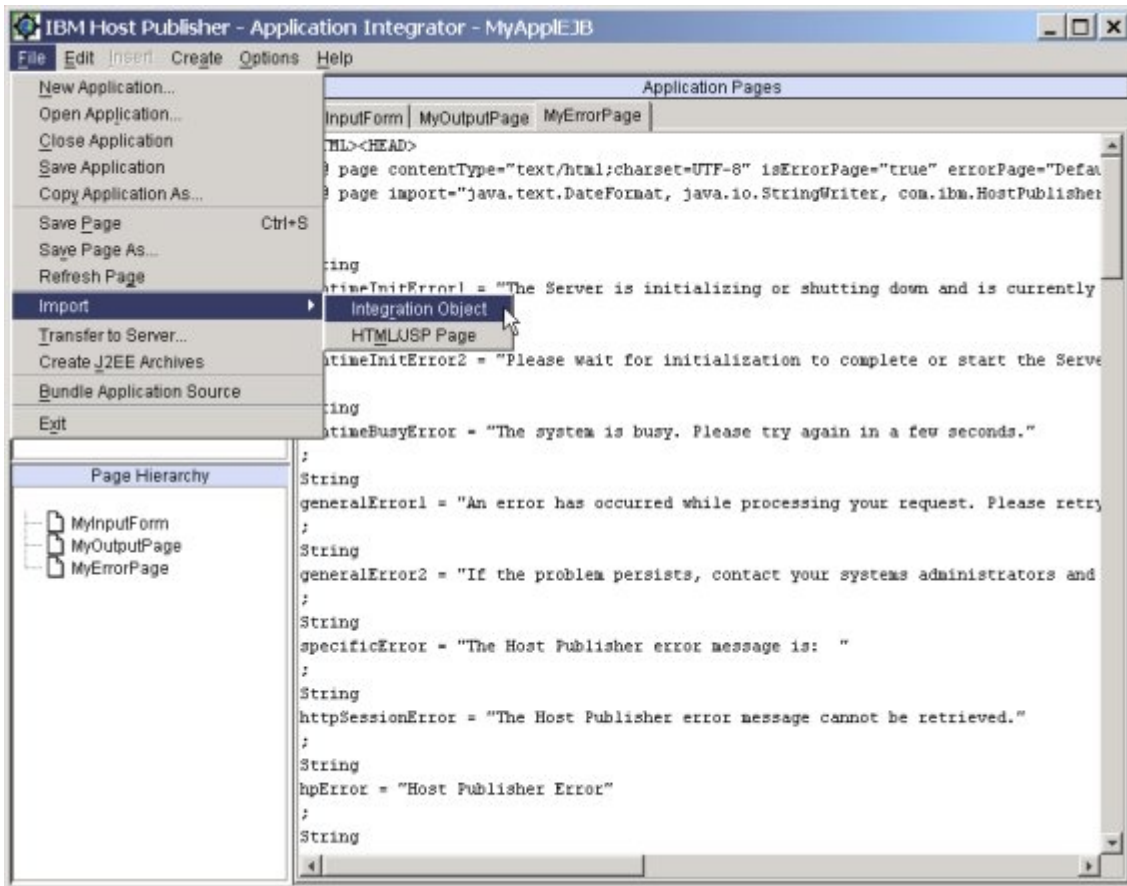 IBM Host Publisher - Application Integrator - MyApplEJB
File Edit Insert Create Options Help
New Application...
Open Application...
Close Application
Save Application
Copy Application As...
Save Page Ctrl+S
Save Page As...
Refresh Page
Import
Transfer to Server...
Create J2EE Archives
Bundle Application Source
Exit
Integration Object
HTML/JSP Page
Page Hierarchy
MyInputForm
MyOutputPage
MyErrorPage
Application Pages
InputForm MyOutputPage MyErrorPage
TML><HEAD>
page contentType="text/html;charset=UTF-8" isErrorPage="true" errorPage="Defau
page import="java.text.DateFormat, java.io.StringWriter, com.ibm.HostPublisher
ring
ntimeInitError1 = "The Server is initializing or shutting down and is currently
ntimeInitError2 = "Please wait for initialization to complete or start the Serve
ring
ntimeBusyError = "The system is busy. Please try again in a few seconds."
;
String
generalError1 = "An error has occurred while processing your request. Please retry
;
String
generalError2 = "If the problem persists, contact your systems administrators and
;
String
specificError = "The Host Publisher error message is:  "
;
String
httpSessionError = "The Host Publisher error message cannot be retrieved."
;
String
hpError = "Host Publisher Error"
;
String